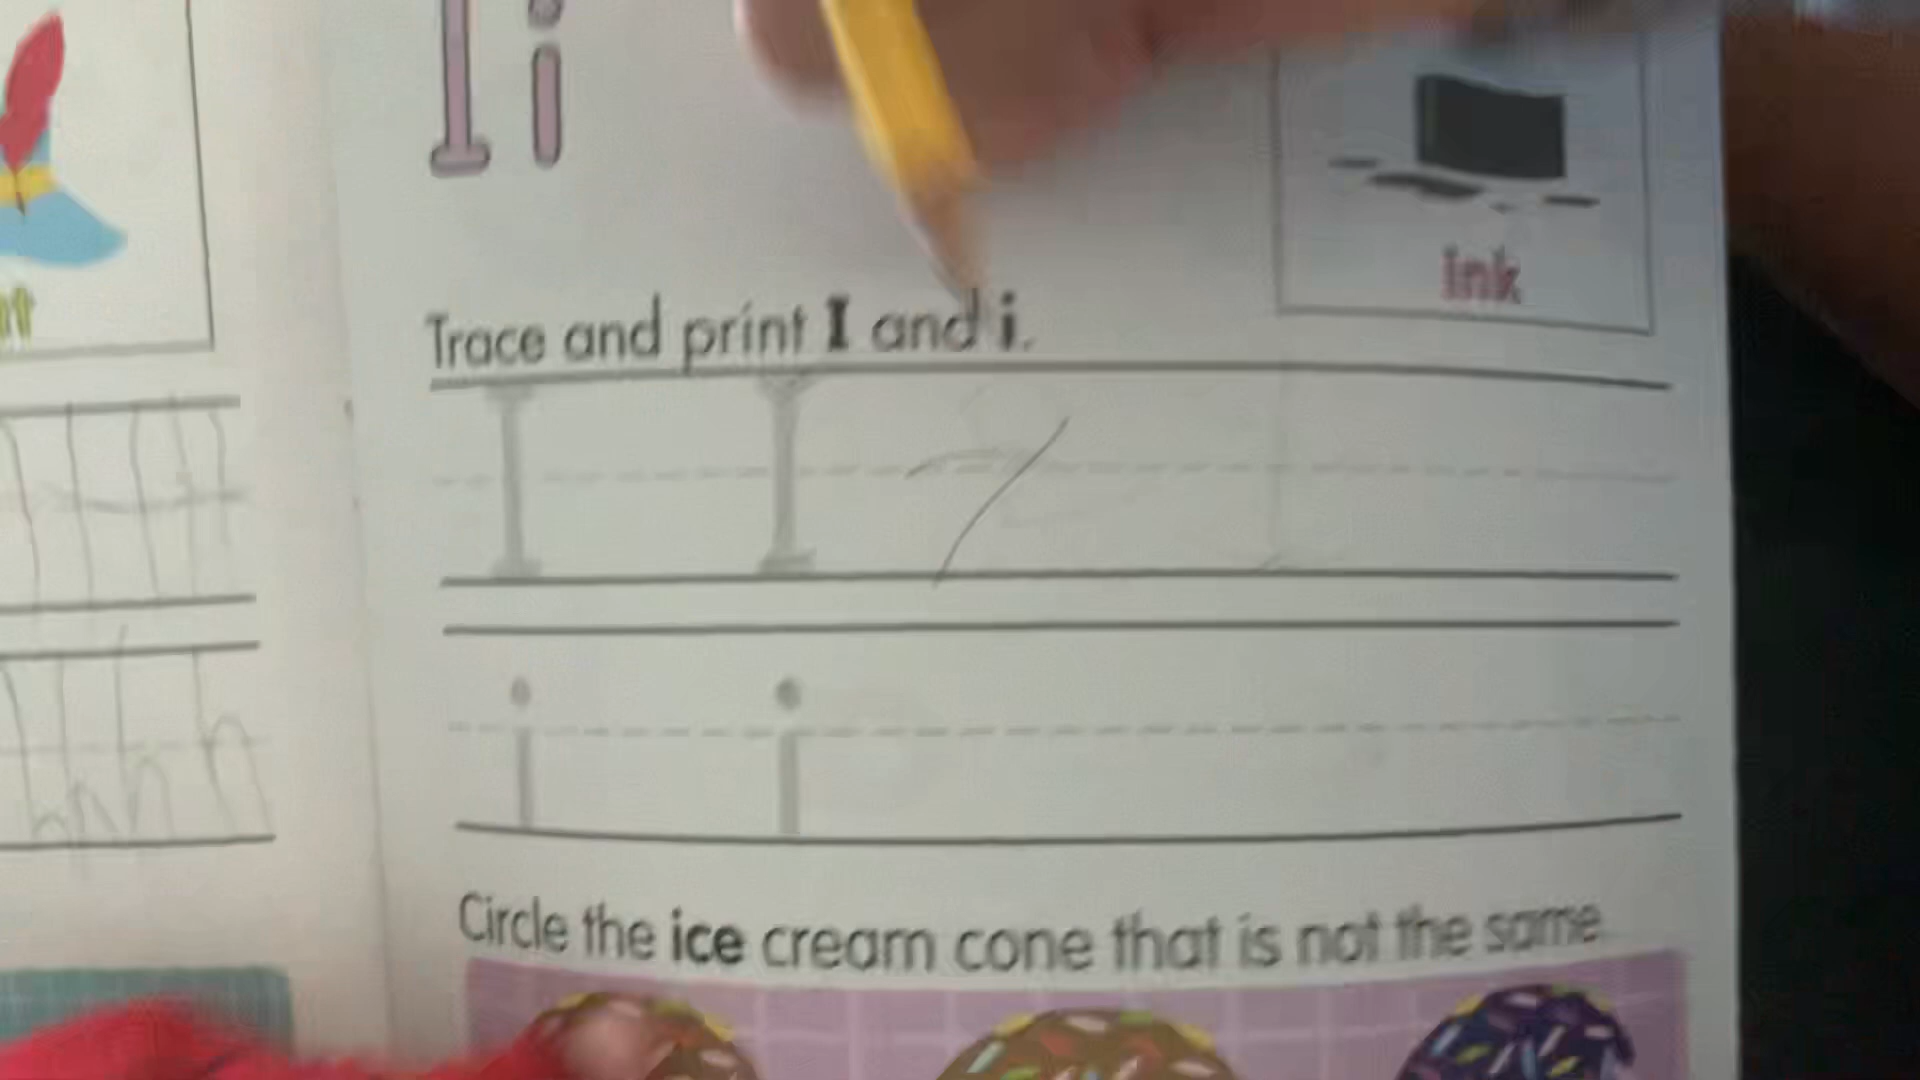 I i
ink
Trace and print I and i.
I I
i i
Circle the ice cream cone that is not the same